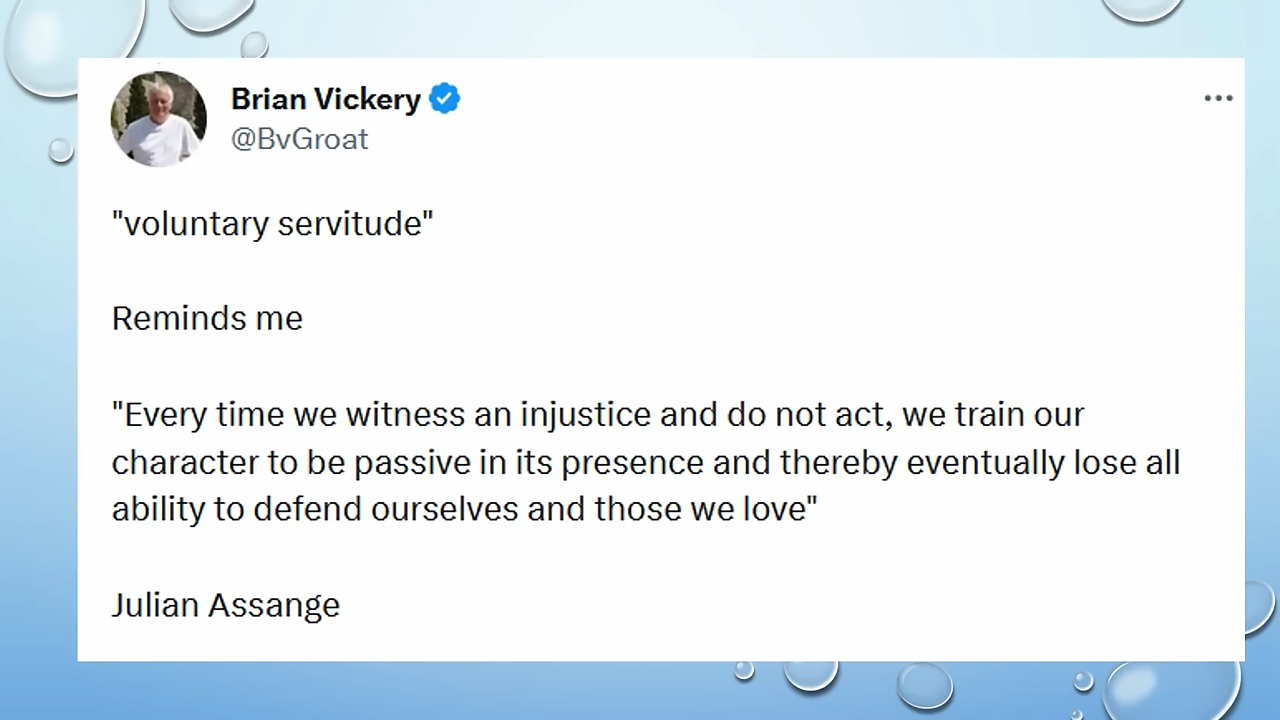 Brian Vickery
@BvGroat
"voluntary servitude"
Reminds me
"Every time we witness an injustice and do not act, we train our
character to be passive in its presence and thereby eventually lose all
ability to defend ourselves and those we love"
Julian Assange